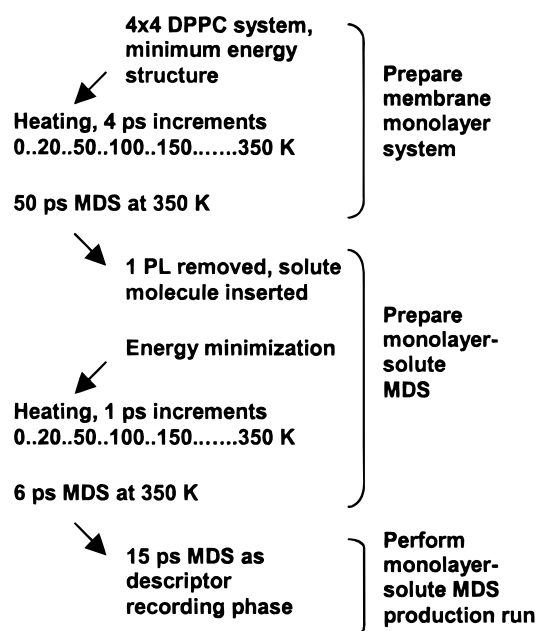 4x4 DPPC system,
minimum energy
structure
Heating, 4 ps increments
0..20..50...100..150.......350 K
50 ps MDS at 350 K
Prepare
membrane
monolayer
system
1 PL removed, solute
molecule inserted
Energy minimization
Heating, 1 ps increments
0..20..50...100..150.......350 K
6 ps MDS at 350 K
Prepare
monolayer-
solute
MDS
15 ps MDS as
descriptor
recording phase
Perform
monolayer-
solute MDS
production run